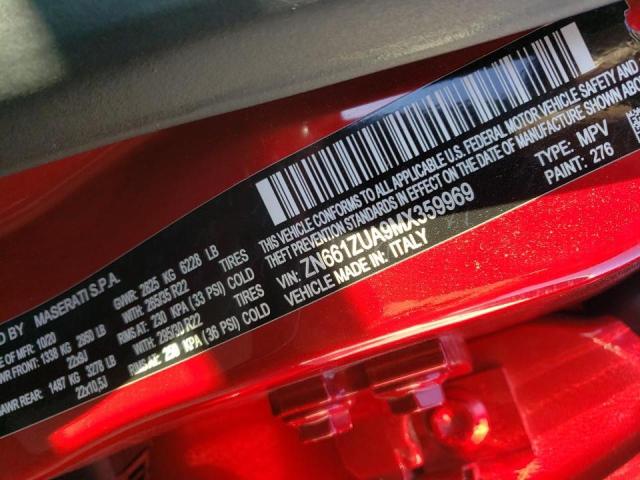 D BY MASERATI S.P.A.
E OF MFR: 10/20
GVWR: 2825 KG 6228 LB
WR FRONT: 1338 KG 2950 LB
WITH: 265/35 R22 TIRES
22x9J
RIMS AT: 230 KPA (33 PSI) COLD
AWR REAR: 1487 KG 3278 LB
WITH: 295/30 R22 TIRES
22x10,5J
RIMS AT: KPA (38 PSI) COLD
THIS VEHICLE CONFORMS TO ALL APPLICABLE U.S. FEDERAL MOTOR VEHICLE SAFETY AND
THEFT PREVENTION STANDARDS IN EFFECT ON THE DATE OF MANUFACTURE SHOWN ABO
VIN: ZN661ZUA9MX359969
TYPE: MPV
MADE IN: ITALY
PAINT: 276